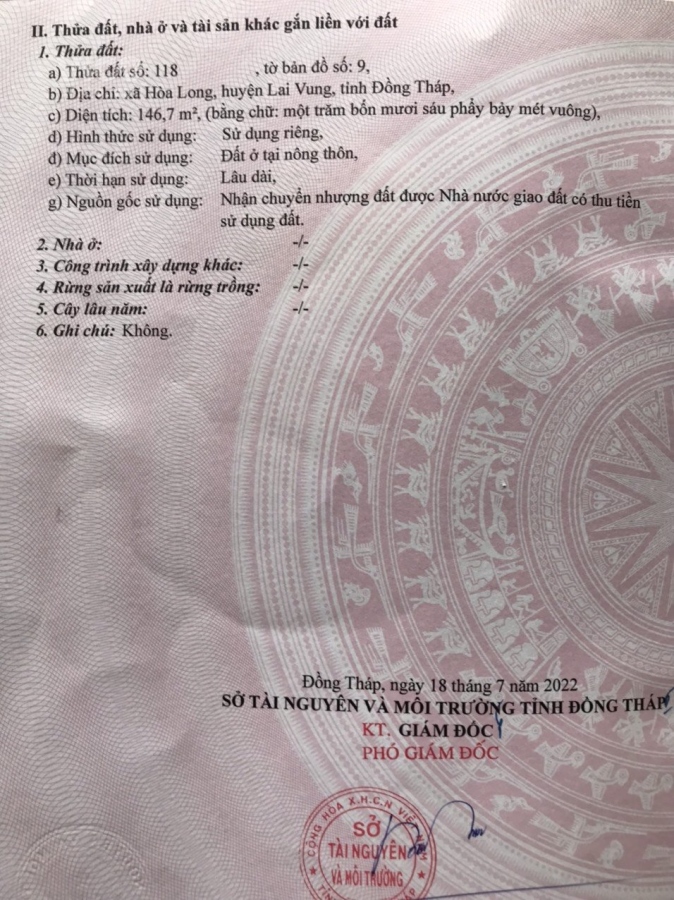 II. Thửa đất, nhà ở và tài sản khác gắn liền với đất
1. Thửa đất:
a) Thửa đất số: 118 , tờ bản đồ số: 9,
b) Địa chỉ: xã Hòa Long, huyện Lai Vung, tỉnh Đồng Tháp,
c) Diện tích: 146,7 m², (bằng chữ: một trăm bốn mươi sáu phẩy bảy mét vuông),
d) Hình thức sử dụng: Sử dụng riêng,
đ) Mục đích sử dụng: Đất ở tại nông thôn,
e) Thời hạn sử dụng: Lâu dài,
g) Nguồn gốc sử dụng: Nhận chuyển nhượng đất được Nhà nước giao đất có thu tiền
sử dụng đất.
2. Nhà ở: -/-
3. Công trình xây dựng khác: -/-
4. Rừng sản xuất là rừng trồng: -/-
5. Cây lâu năm: -/-
6. Ghi chú: Không.
Đồng Tháp, ngày 18 tháng 7 năm 2022
SỞ TÀI NGUYÊN VÀ MÔI TRƯỜNG TỈNH ĐỒNG THÁP
KT. GIÁM ĐỐC
PHÓ GIÁM ĐỐC
CỘNG HÒA X.H.C.N VIỆT NAM
SỞ
TÀI NGUYÊN
VÀ MÔI TRƯỜNG